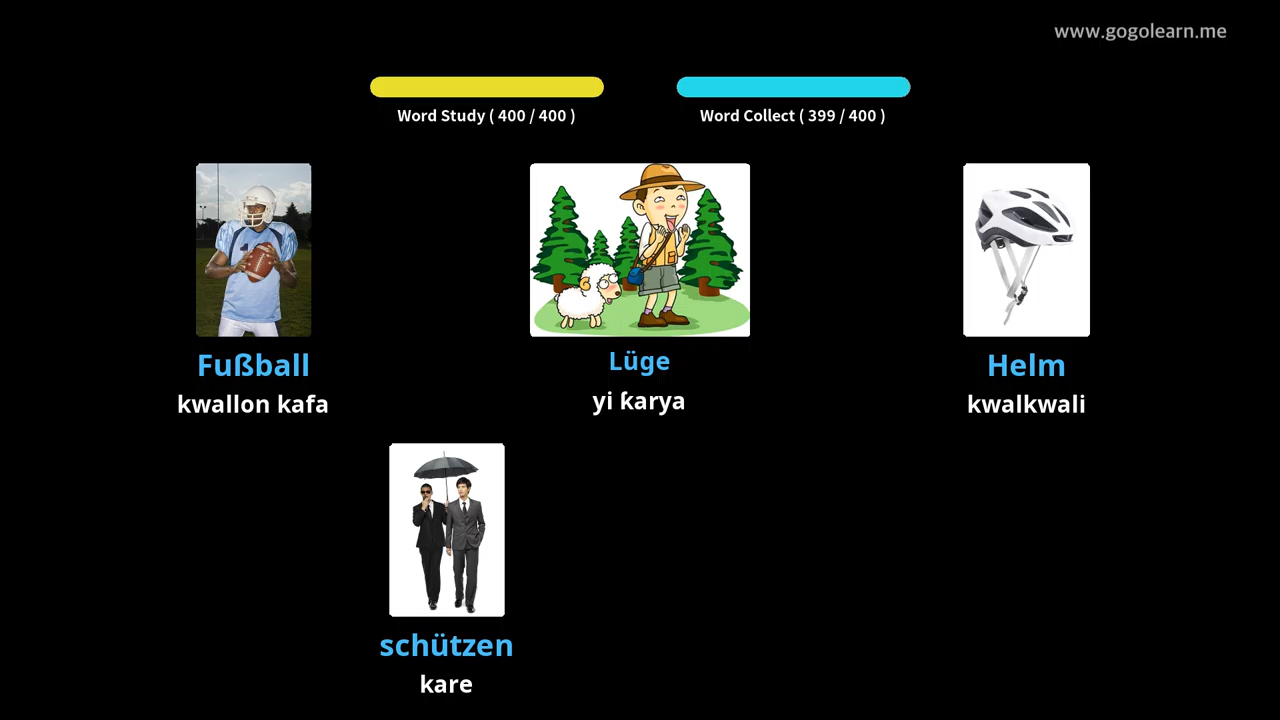 www.gogolearn.me
Word Study ( 400 / 400 )
Word Collect ( 399 / 400 )
Fußball
kwallon kafa
Lüge
yi ƙarya
Helm
kwalkwali
schützen
kare